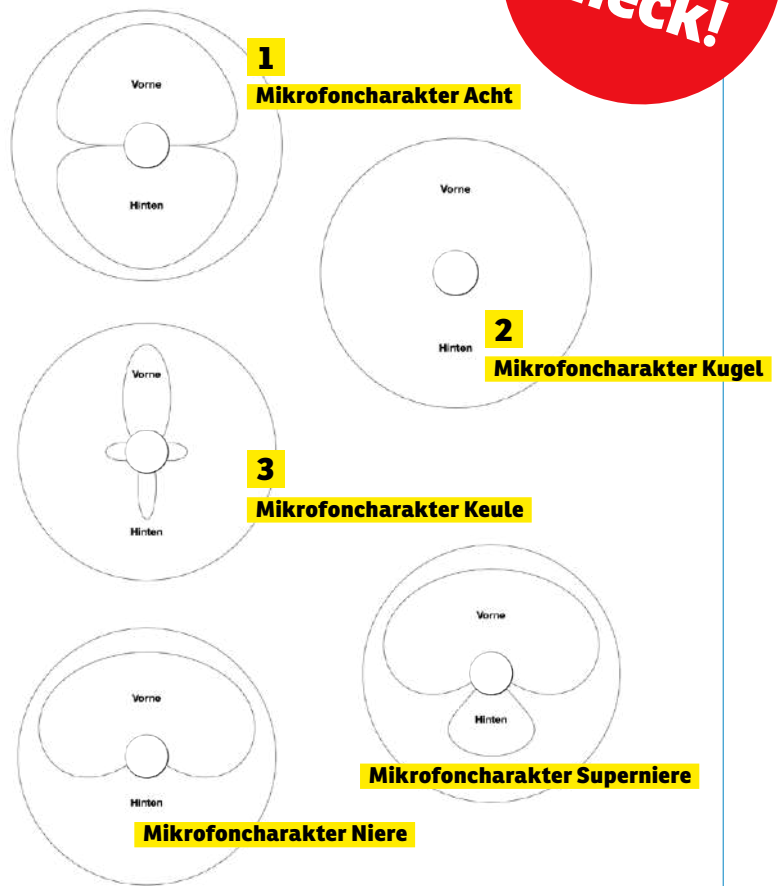 heck!
1
Mikrofoncharakter Acht
Vorne
Hinten
Vorne
Hinten
2
Mikrofoncharakter Kugel
Vorne
Hinten
3
Mikrofoncharakter Keule
Vorne
Hinten
Mikrofoncharakter Superniere
Vorne
Hinten
Mikrofoncharakter Niere